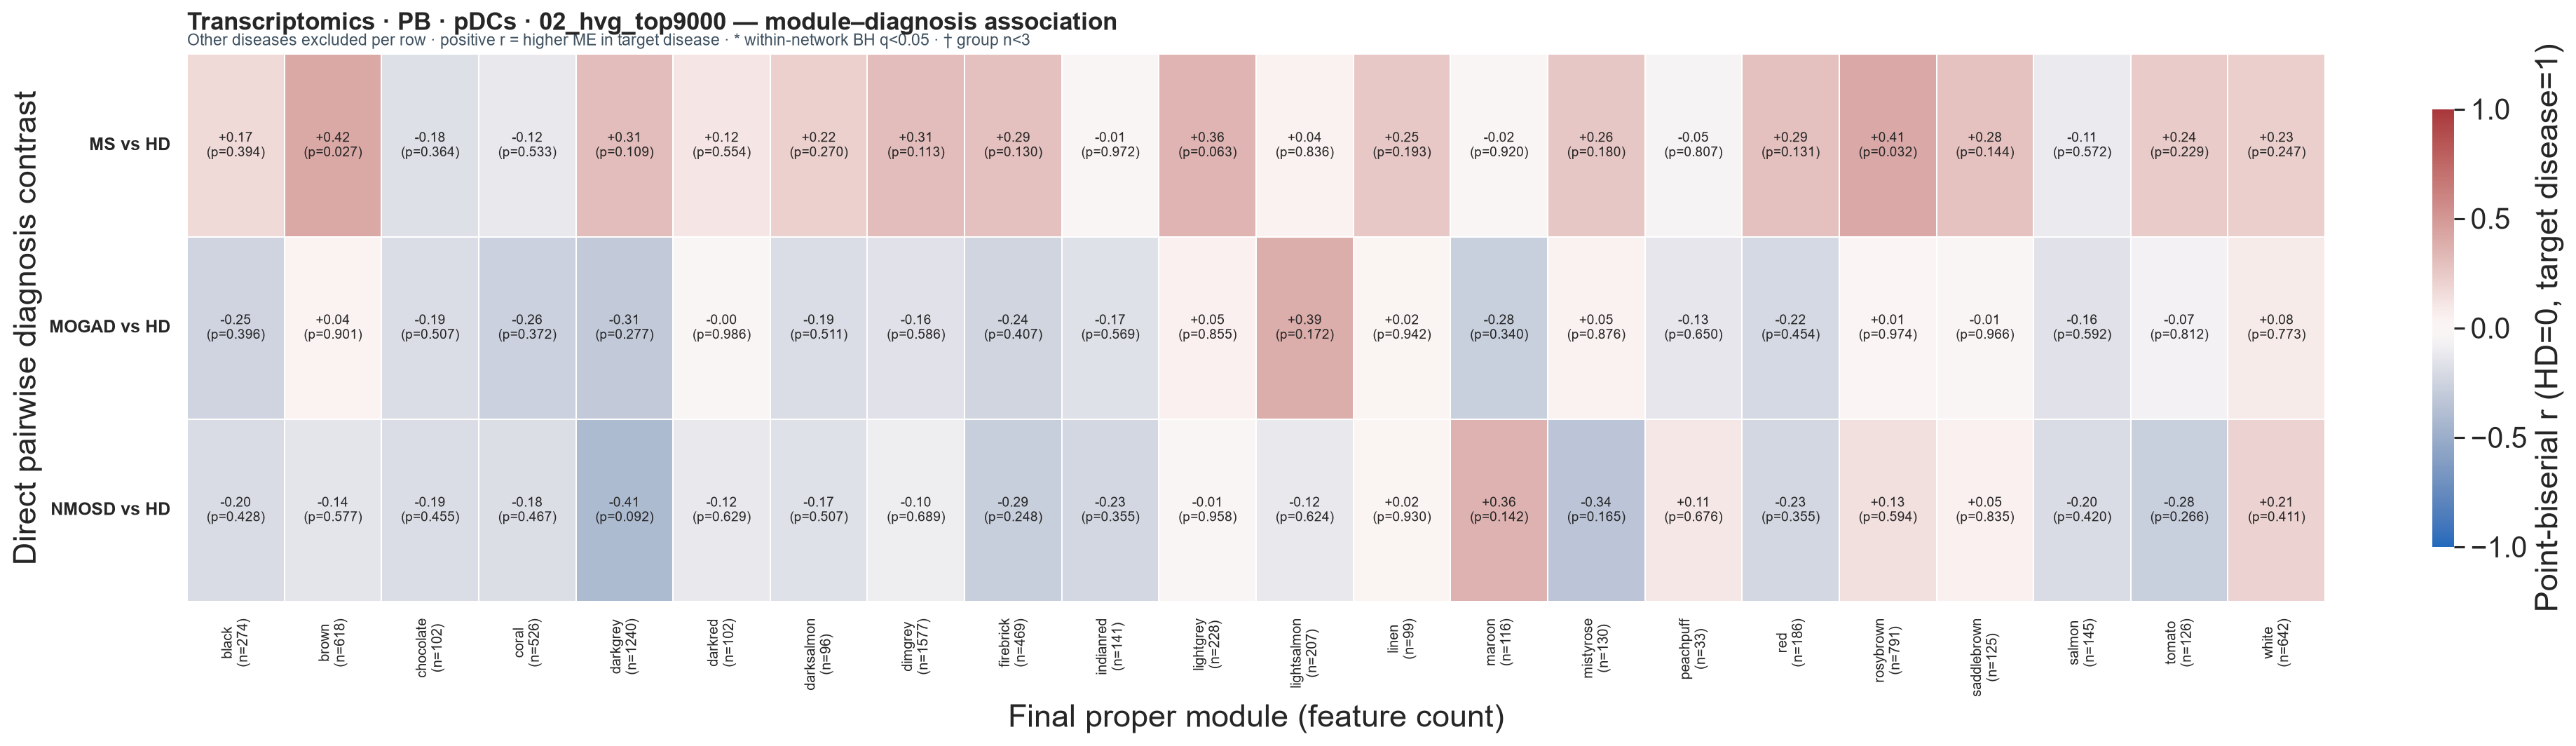 Transcriptomics · PB · pDCs · 02_hvg_top9000 — module–diagnosis association
Other diseases excluded per row · positive r = higher ME in target disease · * within-network BH q<0.05 · † group n<3
Direct pairwise diagnosis contrast
MS vs HD
+0.17 +0.42 -0.18 -0.12 +0.31 +0.12 +0.22 +0.31 +0.29 -0.01 +0.36 +0.04 +0.25 -0.02 +0.26 -0.05 +0.29 +0.41 +0.28 -0.11 +0.24 +0.23
(p=0.394) (p=0.027) (p=0.364) (p=0.533) (p=0.109) (p=0.554) (p=0.270) (p=0.113) (p=0.130) (p=0.972) (p=0.063) (p=0.836) (p=0.193) (p=0.920) (p=0.180) (p=0.807) (p=0.131) (p=0.032) (p=0.144) (p=0.572) (p=0.229) (p=0.247)
MOGAD vs HD
-0.25 +0.04 -0.19 -0.26 -0.31 -0.00 -0.19 -0.16 -0.24 -0.17 +0.05 +0.39 +0.02 -0.28 +0.05 -0.13 -0.22 +0.01 -0.01 -0.16 -0.07 +0.08
(p=0.396) (p=0.901) (p=0.507) (p=0.372) (p=0.277) (p=0.986) (p=0.511) (p=0.586) (p=0.407) (p=0.569) (p=0.855) (p=0.172) (p=0.942) (p=0.340) (p=0.876) (p=0.650) (p=0.454) (p=0.974) (p=0.966) (p=0.592) (p=0.812) (p=0.773)
NMOSD vs HD
-0.20 -0.14 -0.19 -0.18 -0.41 -0.12 -0.17 -0.10 -0.29 -0.23 -0.01 -0.12 +0.02 +0.36 -0.34 +0.11 -0.23 +0.13 +0.05 -0.20 -0.28 +0.21
(p=0.428) (p=0.577) (p=0.455) (p=0.467) (p=0.092) (p=0.629) (p=0.507) (p=0.689) (p=0.248) (p=0.355) (p=0.958) (p=0.624) (p=0.930) (p=0.142) (p=0.165) (p=0.676) (p=0.355) (p=0.594) (p=0.835) (p=0.420) (p=0.266) (p=0.411)
black
(n=274)
brown
(n=618)
chocolate
(n=102)
coral
(n=526)
darkgrey
(n=1240)
darkred
(n=102)
darksalmon
(n=96)
dimgrey
(n=1577)
firebrick
(n=469)
indianred
(n=141)
lightgrey
(n=228)
lightsalmon
(n=207)
linen
(n=99)
maroon
(n=116)
mistyrose
(n=130)
peachpuff
(n=33)
red
(n=186)
rosybrown
(n=791)
saddlebrown
(n=125)
salmon
(n=145)
tomato
(n=126)
white
(n=642)
Final proper module (feature count)
1.0
0.5
0.0
−0.5
−1.0
Point-biserial r (HD=0, target disease=1)